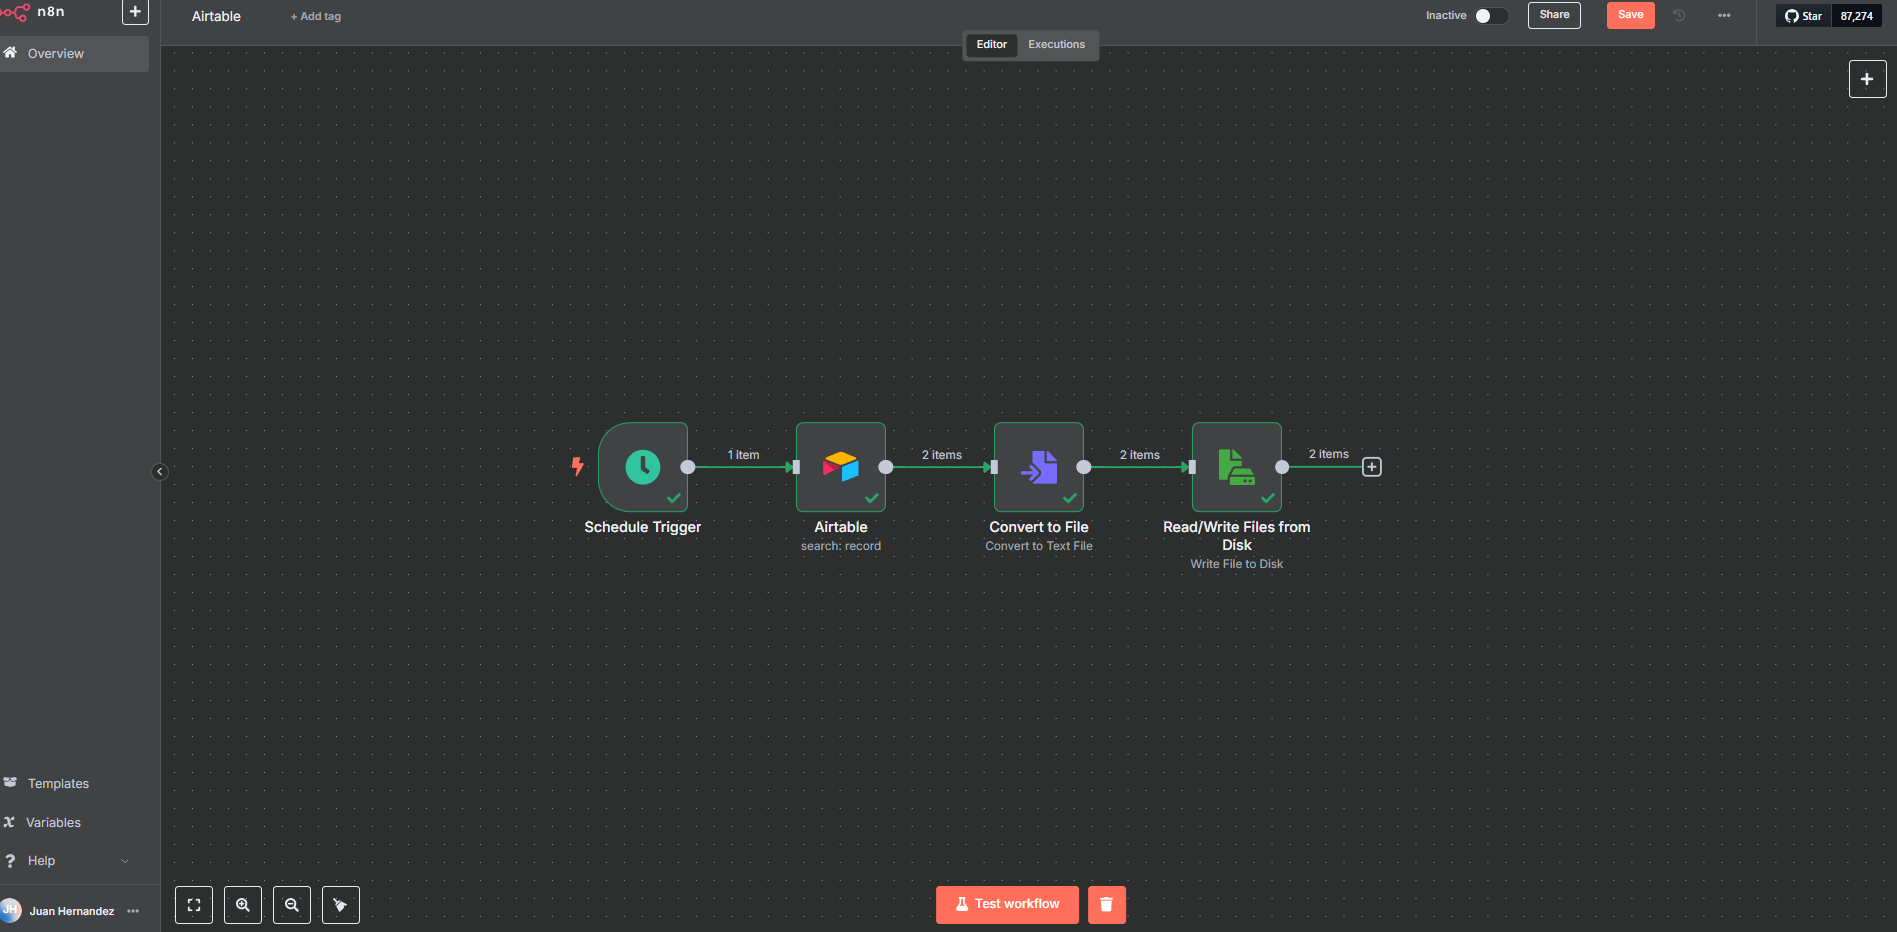 n8n
Airtable
+ Add tag
Inactive
Share
Save
Star
87,274
Editor
Executions
Overview
1 item
2 items
2 items
2 items
Schedule Trigger
Airtable
search: record
Convert to File
Convert to Text File
Read/Write Files from
Disk
Write File to Disk
Templates
Variables
Help
JH
Juan Hernandez
Test workflow